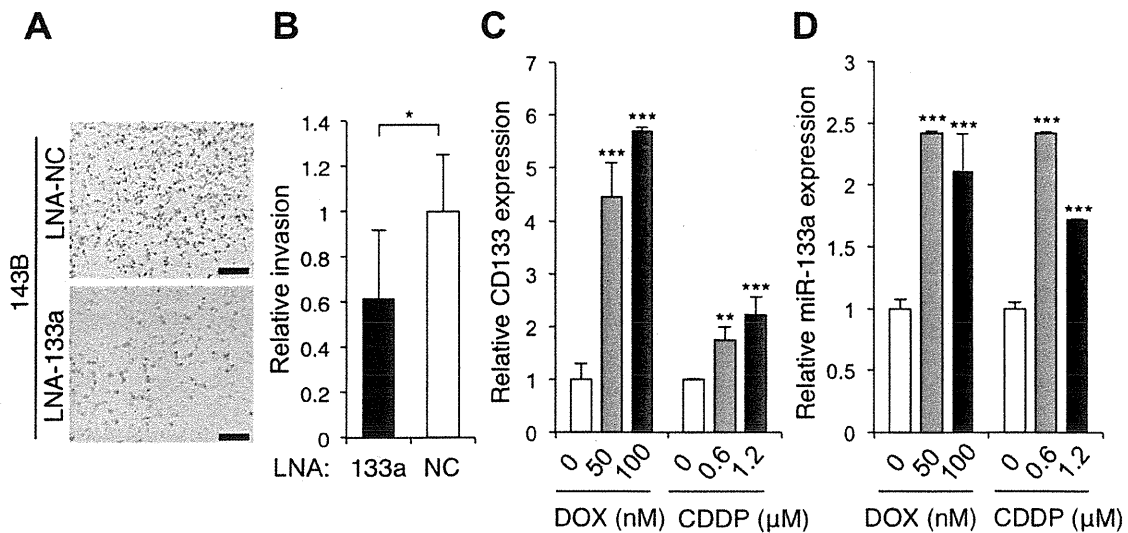 A
143B
LNA-NC
LNA-133a
B
Relative invasion
1.4
1.2
1
0.8
0.6
0.4
0.2
0
*
LNA: 133a NC
C
Relative CD133 expression
7
6
5
4
3
2
1
0
***
***
**
***
0 50 100 0 0.6 1.2
DOX (nM) CDDP (µM)
D
Relative miR-133a expression
3
2.5
2
1.5
1
0.5
0
***
***
***
***
0 50 100 0 0.6 1.2
DOX (nM) CDDP (µM)